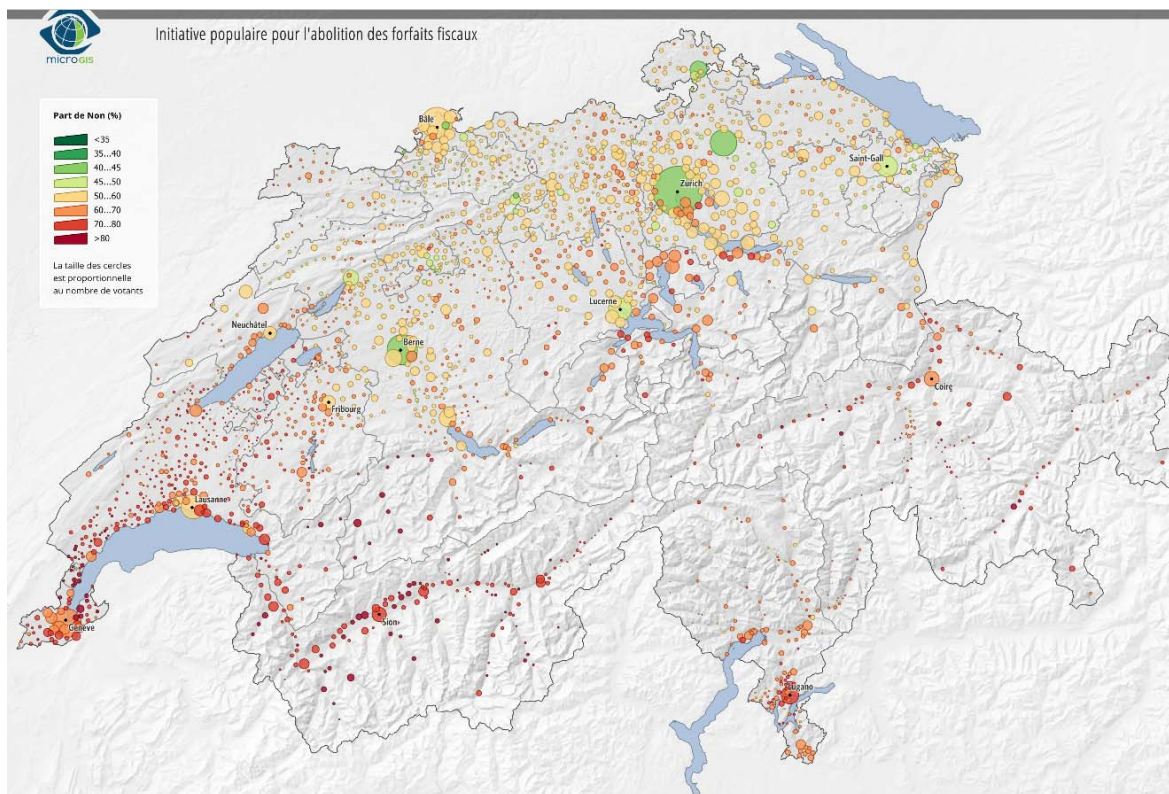 Initiative populaire pour l'abolition des forfaits fiscaux
microGIS
Part de Non (%)
<35
35...40
40...45
45...50
50...60
60...70
70...80
>80
La taille des cercles
est proportionnelle
au nombre de votants
Bâle
Saint-Gall
Zurich
Lucerne
Neuchâtel
Berne
Coire
Fribourg
Lausanne
Genève
Sion
Lugano